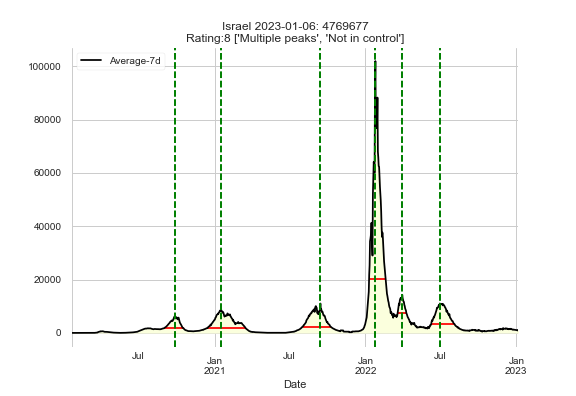 Israel 2023-01-06: 4769677
Rating:8 ['Multiple peaks', 'Not in control']
Average-7d
100000
80000
60000
40000
20000
0
Jul
Jan
2021
Jul
Jan
2022
Jul
Jan
2023
Date